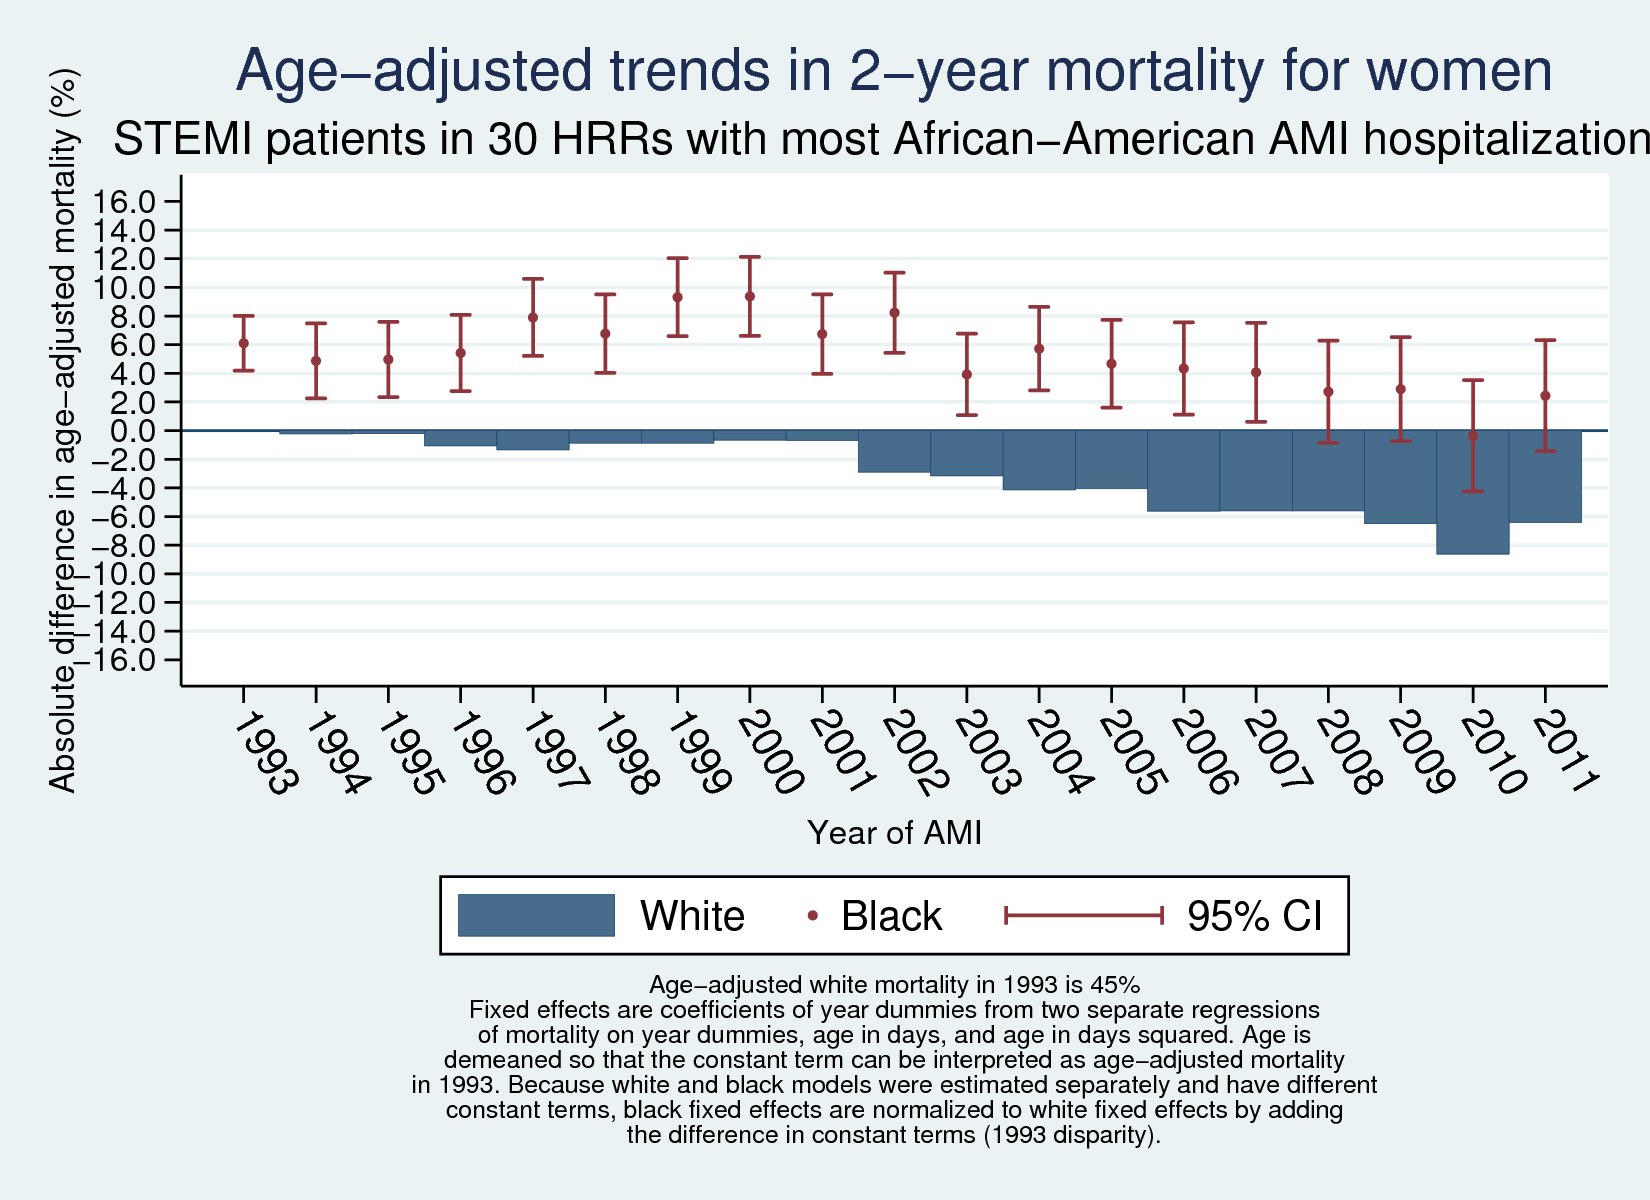 Age−adjusted trends in 2−year mortality for women
STEMI patients in 30 HRRs with most African−American AMI hospitalization
Absolute difference in age−adjusted mortality (%)
16.0
14.0
12.0
10.0
8.0
6.0
4.0
2.0
0.0
−2.0
−4.0
−6.0
−8.0
−10.0
−12.0
−14.0
−16.0
1993 1994 1995 1996 1997 1998 1999 2000 2001 2002 2003 2004 2005 2006 2007 2008 2009 2010 2011
Year of AMI
White Black 95% CI
Age−adjusted white mortality in 1993 is 45%
Fixed effects are coefficients of year dummies from two separate regressions
of mortality on year dummies, age in days, and age in days squared. Age is
demeaned so that the constant term can be interpreted as age−adjusted mortality
in 1993. Because white and black models were estimated separately and have different
constant terms, black fixed effects are normalized to white fixed effects by adding
the difference in constant terms (1993 disparity).